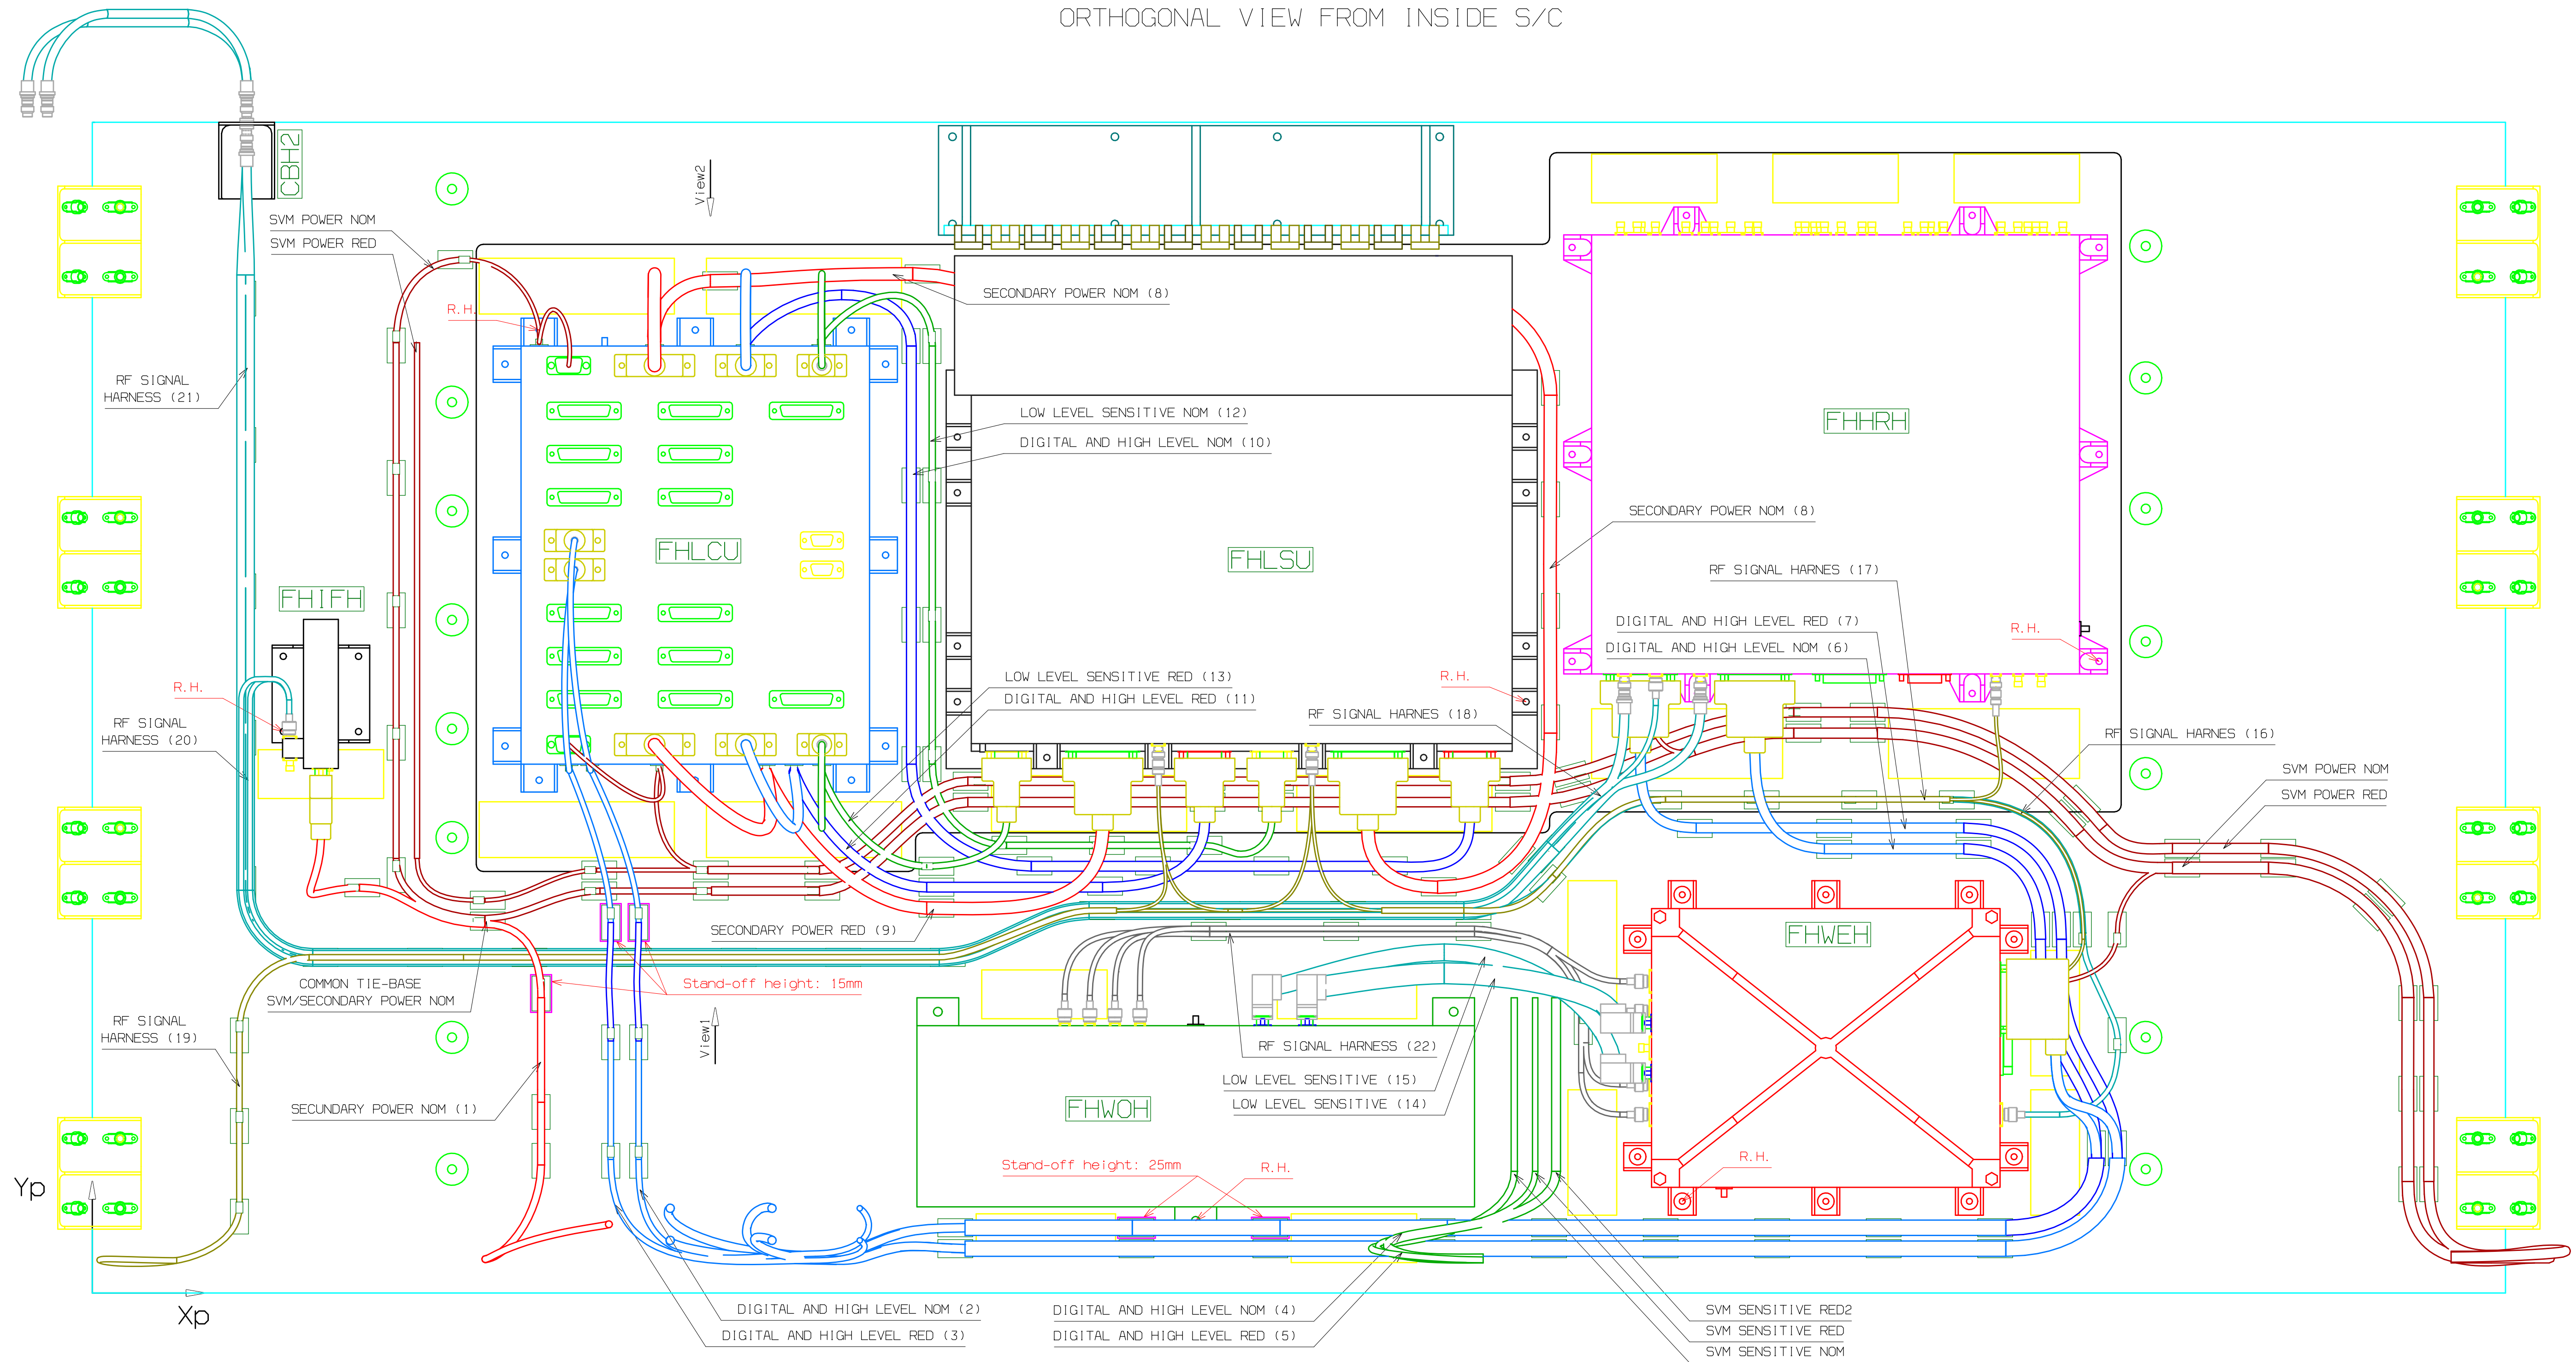 ORTHOGONAL VIEW FROM INSIDE S/C
CBH2
View2
SVM POWER NOM
SVM POWER RED
R.H.
SECONDARY POWER NOM (8)
RF SIGNAL
HARNESS (21)
LOW LEVEL SENSITIVE NOM (12)
DIGITAL AND HIGH LEVEL NOM (10)
FHHRH
SECONDARY POWER NOM (8)
FHLCU
FHLSU
RF SIGNAL HARNES (17)
FHIFH
DIGITAL AND HIGH LEVEL RED (7)
R.H.
DIGITAL AND HIGH LEVEL NOM (6)
LOW LEVEL SENSITIVE RED (13)
R.H.
R.H.
DIGITAL AND HIGH LEVEL RED (11)
RF SIGNAL HARNES (18)
RF SIGNAL
HARNESS (20)
RF SIGNAL HARNES (16)
SVM POWER NOM
SVM POWER RED
SECONDARY POWER RED (9)
FHWEH
COMMON TIE-BASE
SVM/SECONDARY POWER NOM
Stand-off height: 15mm
RF SIGNAL
HARNESS (19)
View1
RF SIGNAL HARNESS (22)
LOW LEVEL SENSITIVE (15)
LOW LEVEL SENSITIVE (14)
SECUNDARY POWER NOM (1)
FHWOH
Stand-off height: 25mm
R.H.
R.H.
Yp
Xp
DIGITAL AND HIGH LEVEL NOM (2)
DIGITAL AND HIGH LEVEL RED (3)
DIGITAL AND HIGH LEVEL NOM (4)
DIGITAL AND HIGH LEVEL RED (5)
SVM SENSITIVE RED2
SVM SENSITIVE RED
SVM SENSITIVE NOM